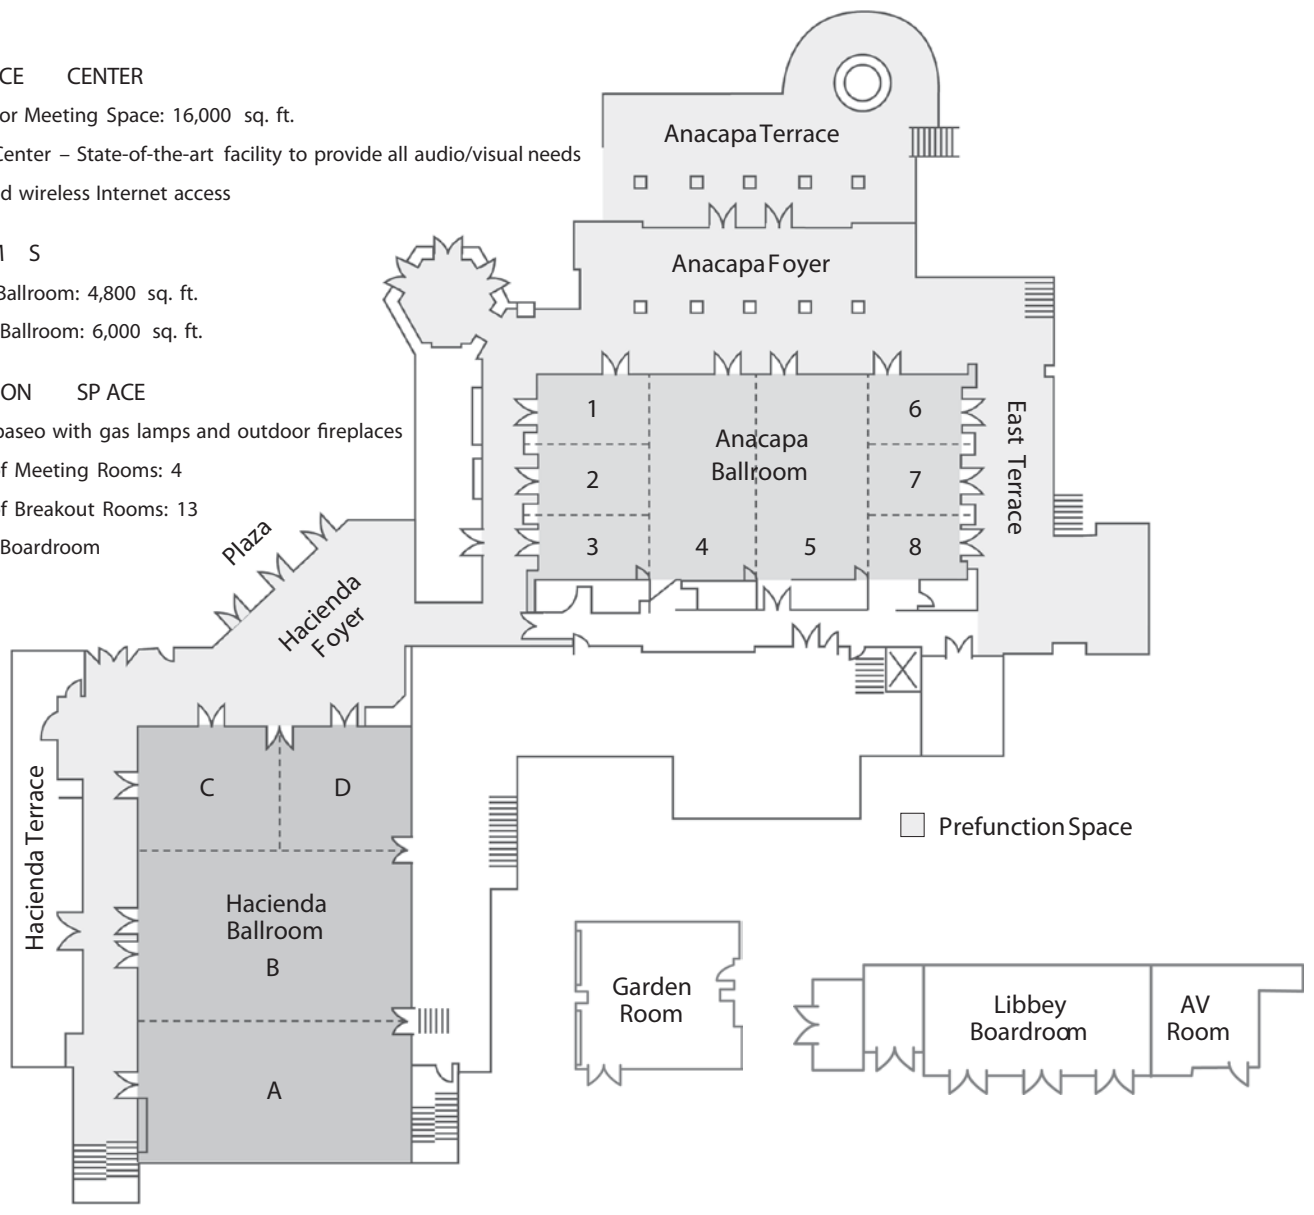 CE CENTER
or Meeting Space: 16,000 sq. ft.
Center – State-of-the-art facility to provide all audio/visual needs
d wireless Internet access
S
Ballroom: 4,800 sq. ft.
Ballroom: 6,000 sq. ft.
ON SP ACE
paseo with gas lamps and outdoor fireplaces
f Meeting Rooms: 4
f Breakout Rooms: 13
Boardroom
Anacapa Terrace
Anacapa Foyer
1
2
3
Anacapa
Ballroom
4
5
6
7
8
East Terrace
Plaza
Hacienda
Foyer
Hacienda Terrace
C
D
Hacienda
Ballroom
B
A
Prefunction Space
Garden
Room
Libbey
Boardroom
AV
Room